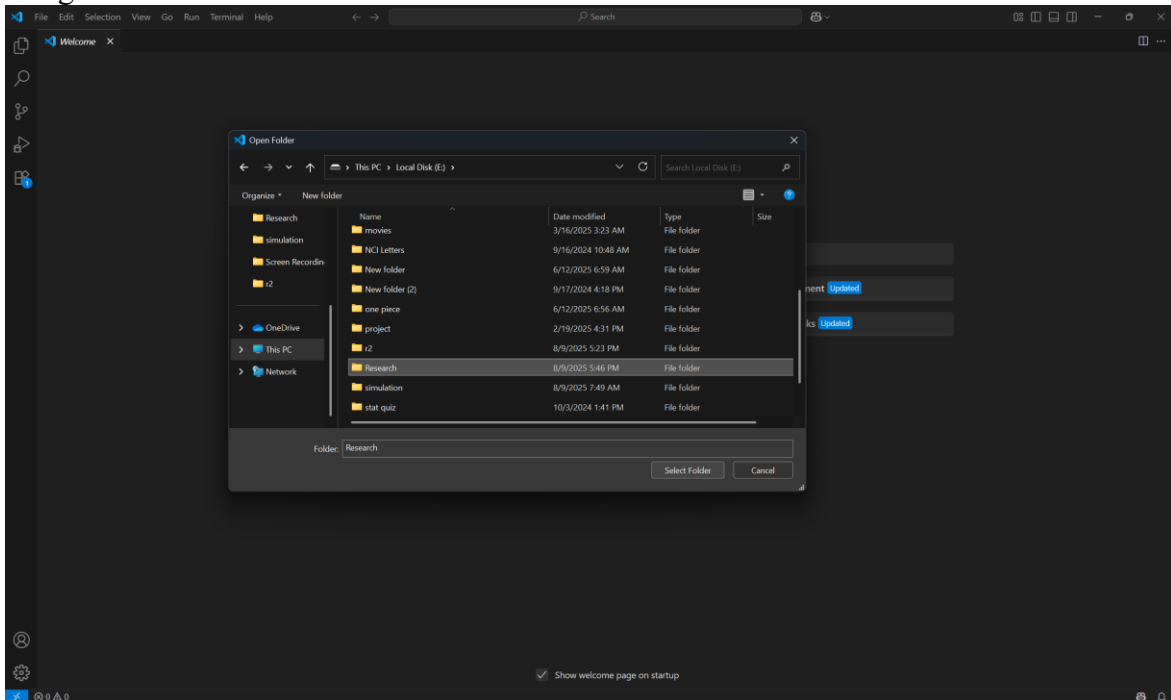 File Edit Selection View Go Run Terminal Help
Search
Welcome
Open Folder
This PC › Local Disk (E:) ›
Search Local Disk (E:)
Organize
New folder
Name Date modified Type Size
Research
simulation
Screen Recordin
r2
OneDrive
This PC
Network
movies 3/16/2025 3:23 AM File folder
NCI Letters 9/16/2024 10:48 AM File folder
New folder 6/12/2025 6:59 AM File folder
New folder (2) 9/17/2024 4:18 PM File folder
one piece 6/12/2025 6:56 AM File folder
project 2/19/2025 4:31 PM File folder
r2 8/9/2025 5:23 PM File folder
Research 8/9/2025 5:46 PM File folder
simulation 8/9/2025 7:49 AM File folder
stat quiz 10/3/2024 1:41 PM File folder
Folder: Research
Select Folder Cancel
nent Updated
ks Updated
1
Show welcome page on startup
0 0